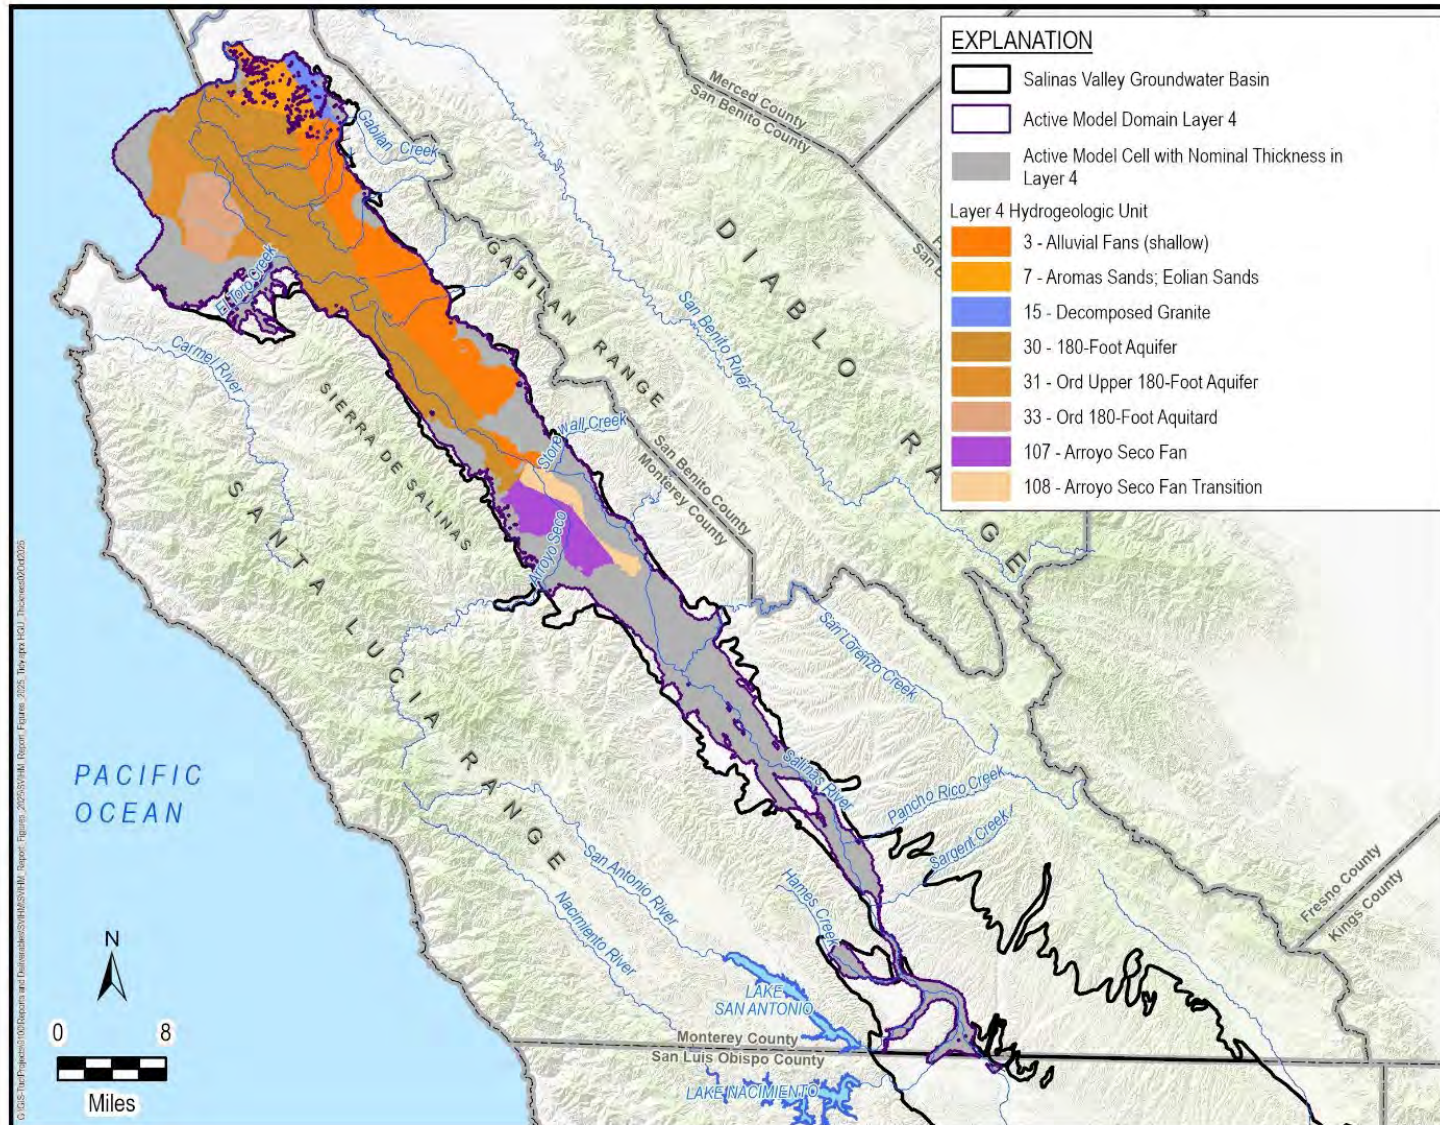 EXPLANATION
Salinas Valley Groundwater Basin
Active Model Domain Layer 4
Active Model Cell with Nominal Thickness in
Layer 4
Layer 4 Hydrogeologic Unit
3 - Alluvial Fans (shallow)
7 - Aromas Sands; Eolian Sands
15 - Decomposed Granite
30 - 180-Foot Aquifer
31 - Ord Upper 180-Foot Aquifer
33 - Ord 180-Foot Aquitard
107 - Arroyo Seco Fan
108 - Arroyo Seco Fan Transition
Merced County
San Benito County
Gabilan Creek
DIABLO RANGE
GABILAN RANGE
San Benito River
El Toro Creek
Carmel River
SIERRA DE SALINAS
Stonewall Creek
San Benito County
Monterey County
SANTA LUCIA RANGE
Arroyo Seco
San Lorenzo Creek
PACIFIC
OCEAN
Salinas River
Pancho Rico Creek
Sargent Creek
San Antonio River
Nacimiento River
Hames Creek
Fresno County
Kings County
LAKE
SAN ANTONIO
Monterey County
San Luis Obispo County
LAKE NACIMIENTO
N
0 8
Miles